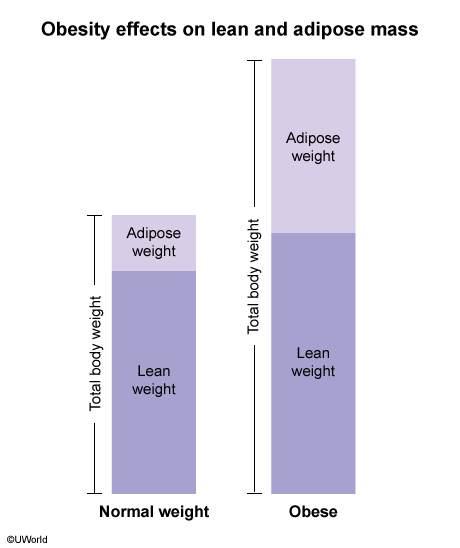 Obesity effects on lean and adipose mass
Total body weight
Adipose
weight
Lean
weight
Normal weight
Total body weight
Adipose
weight
Lean
weight
Obese
©UWorld